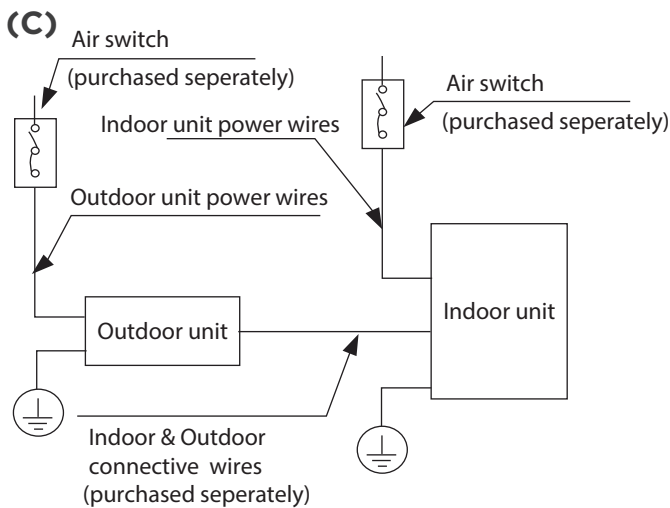 (C)
Air switch
(purchased seperately)
Air switch
(purchased seperately)
Indoor unit power wires
Outdoor unit power wires
Outdoor unit
Indoor unit
Indoor & Outdoor
connective wires
(purchased seperately)